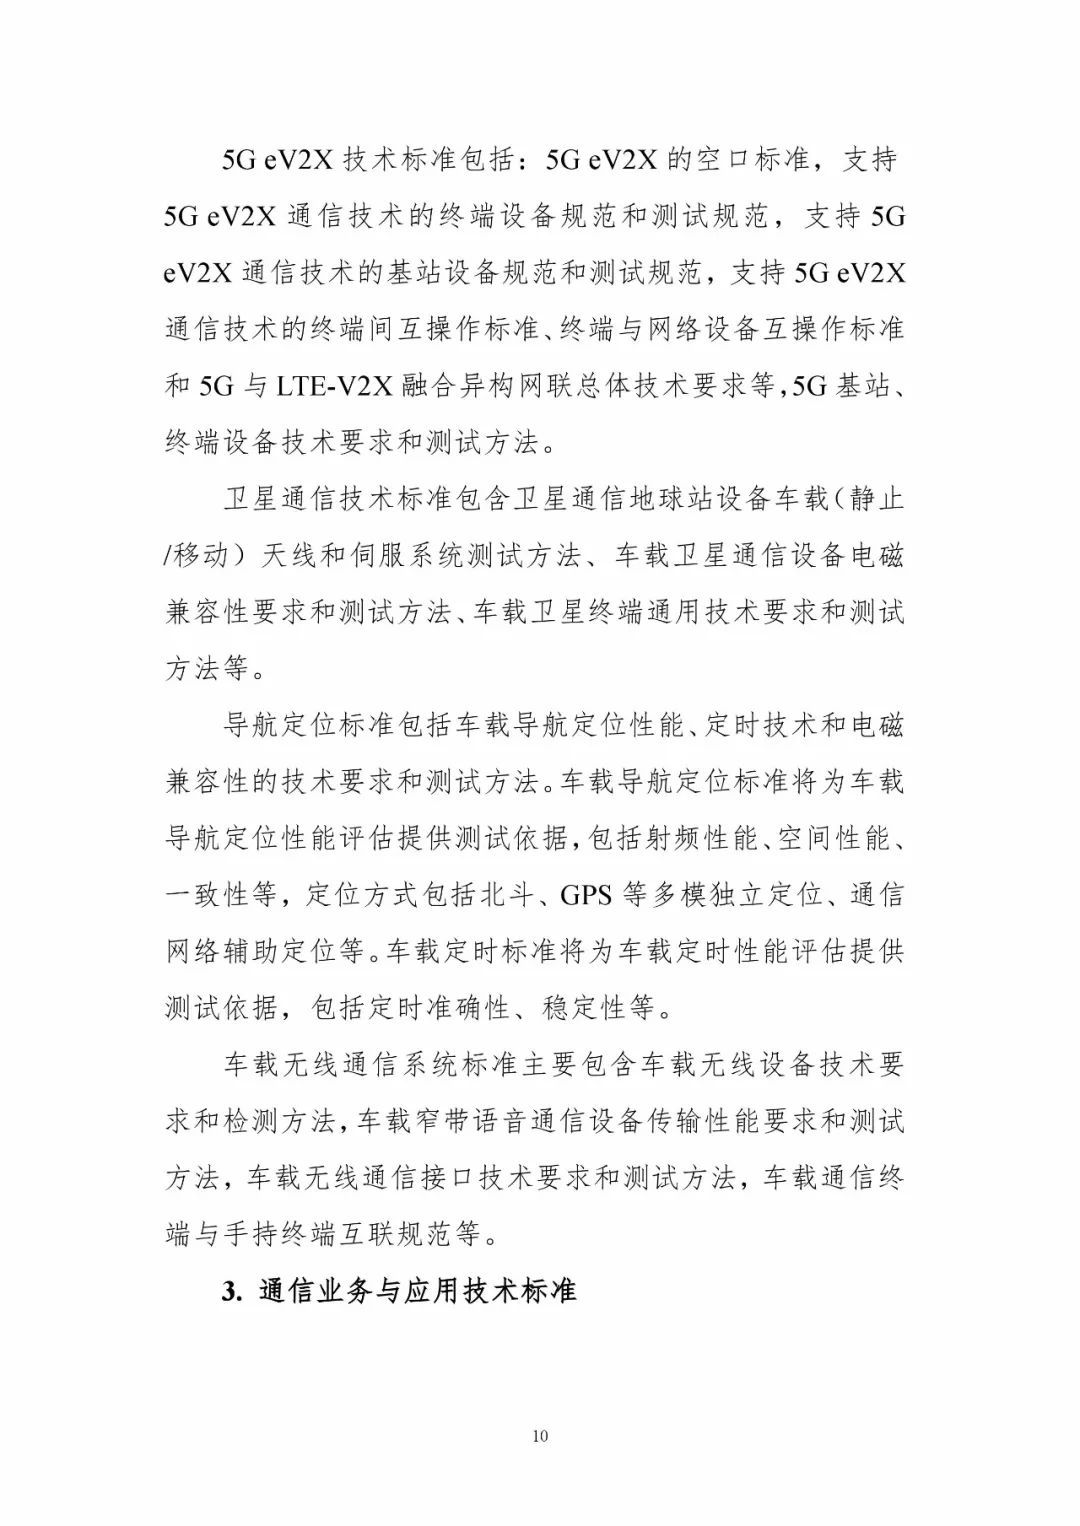 5G eV2X 技术标准包括：5G eV2X 的空口标准，支持
5G eV2X 通信技术的终端设备规范和测试规范，支持 5G
eV2X 通信技术的基站设备规范和测试规范，支持 5G eV2X
通信技术的终端间互操作标准、终端与网络设备互操作标准
和 5G 与 LTE-V2X 融合异构网联总体技术要求等，5G 基站、
终端设备技术要求和测试方法。
卫星通信技术标准包含卫星通信地球站设备车载（静止
/移动）天线和伺服系统测试方法、车载卫星通信设备电磁
兼容性要求和测试方法、车载卫星终端通用技术要求和测试
方法等。
导航定位标准包括车载导航定位性能、定时技术和电磁
兼容性的技术要求和测试方法。车载导航定位标准将为车载
导航定位性能评估提供测试依据，包括射频性能、空间性能、
一致性等，定位方式包括北斗、GPS 等多模独立定位、通信
网络辅助定位等。车载定时标准将为车载定时性能评估提供
测试依据，包括定时准确性、稳定性等。
车载无线通信系统标准主要包含车载无线设备技术要
求和检测方法，车载窄带语音通信设备传输性能要求和测试
方法，车载无线通信接口技术要求和测试方法，车载通信终
端与手持终端互联规范等。
3. 通信业务与应用技术标准
10